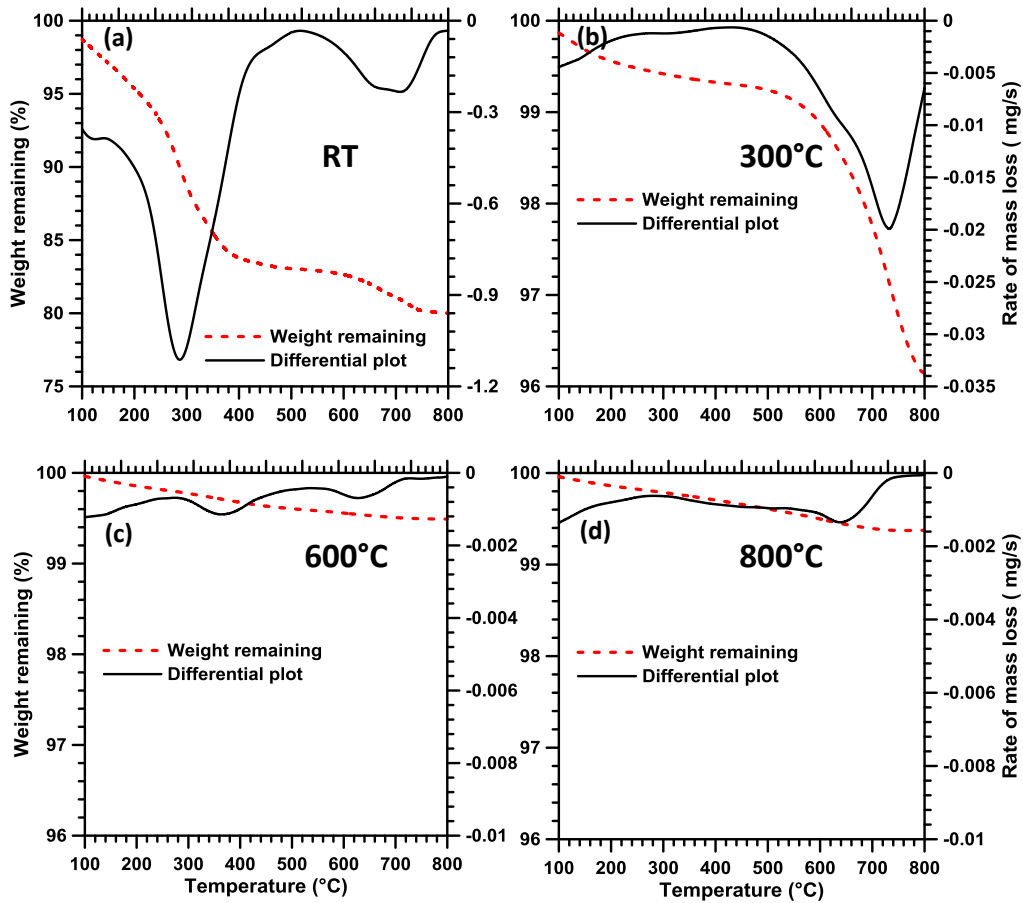 (a)
RT
Weight remaining
Differential plot
Weight remaining (%)
100
95
90
85
80
75
0
-0.3
-0.6
-0.9
-1.2
100 200 300 400 500 600 700 800
(b)
300°C
Weight remaining
Differential plot
100
99
98
97
96
0
-0.005
-0.01
-0.015
-0.02
-0.025
-0.03
-0.035
Rate of mass loss ( mg/s)
100 200 300 400 500 600 700 800
(c)
600°C
Weight remaining
Differential plot
Weight remaining (%)
100
99
98
97
96
0
-0.002
-0.004
-0.006
-0.008
-0.01
100 200 300 400 500 600 700 800
Temperature (°C)
(d)
800°C
Weight remaining
Differential plot
100
99
98
97
96
0
-0.002
-0.004
-0.006
-0.008
-0.01
Rate of mass loss ( mg/s)
100 200 300 400 500 600 700 800
Temperature (°C)